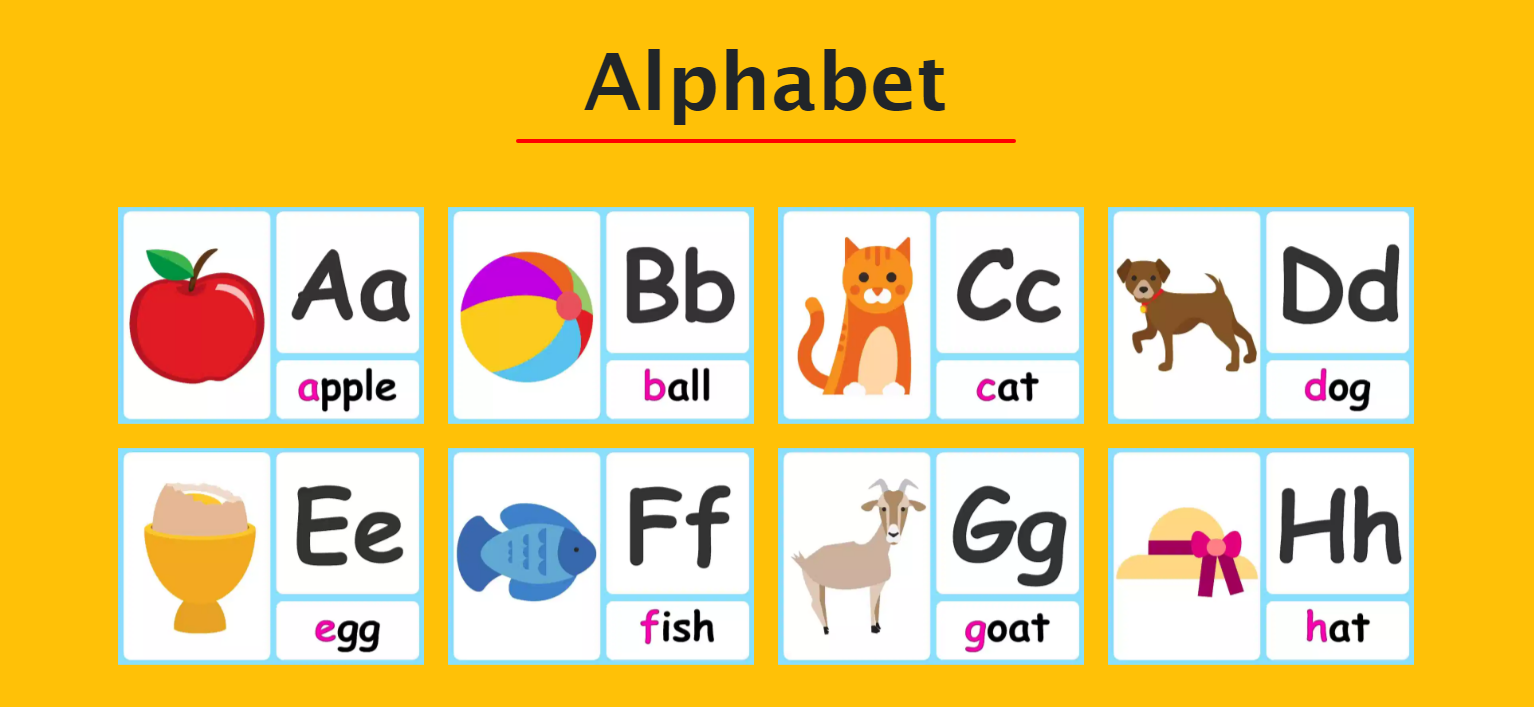 Alphabet
Aa
apple
Bb
ball
Cc
cat
Dd
dog
Ee
egg
Ff
fish
Gg
goat
Hh
hat